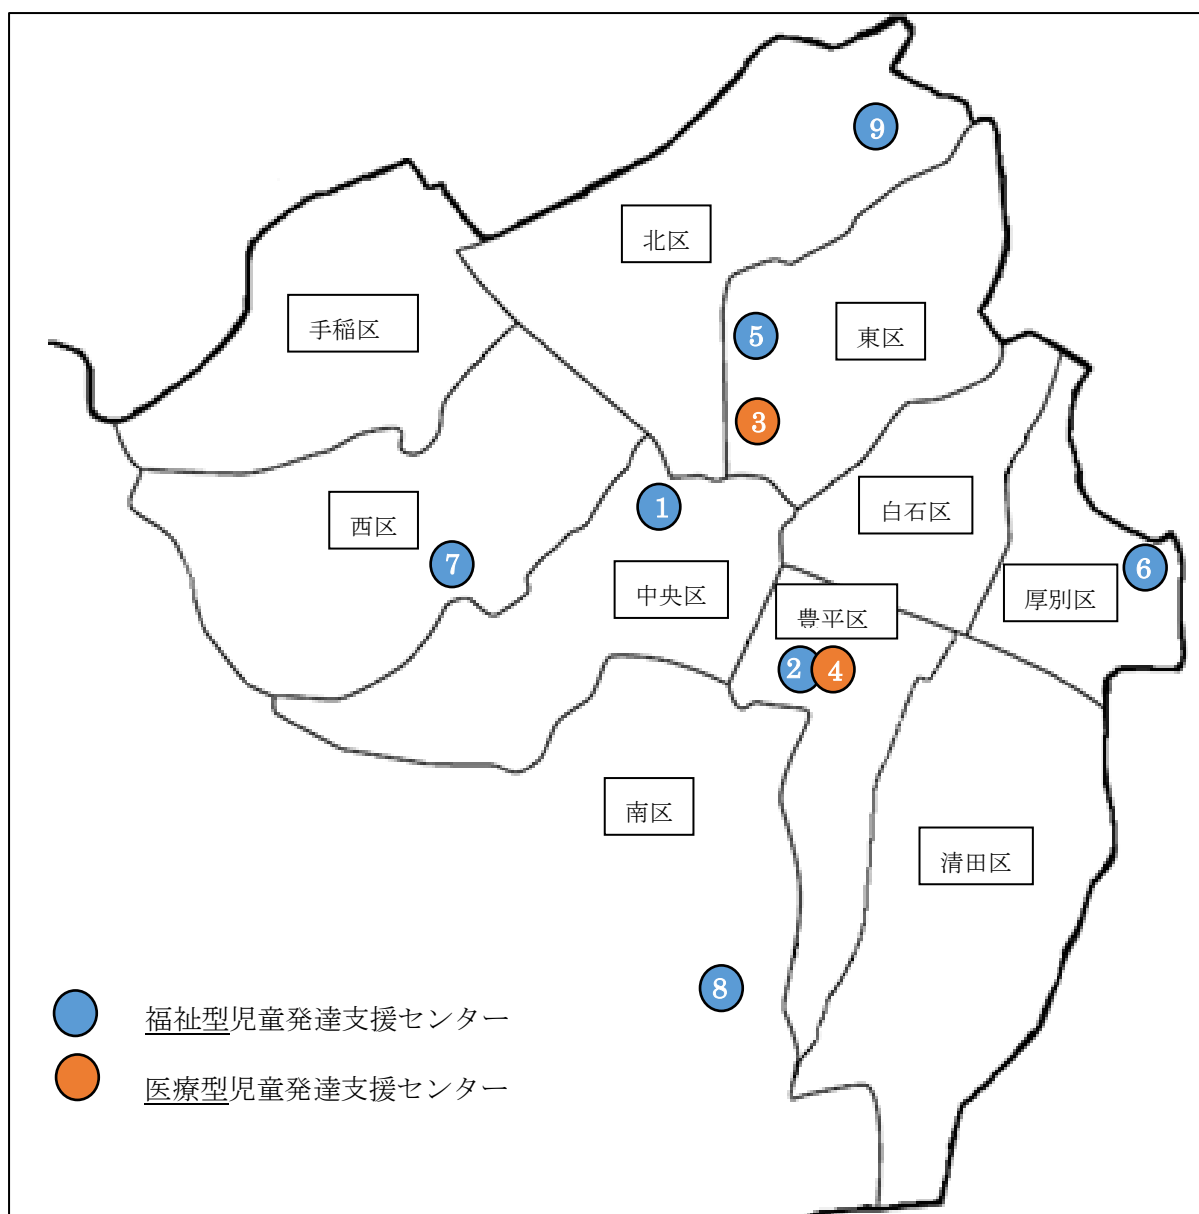 9
北区
手稲区
5
東区
3
1
白石区
西区
7
中央区
6
厚別区
豊平区
2
4
南区
清田区
8
福祉型児童発達支援センター
医療型児童発達支援センター